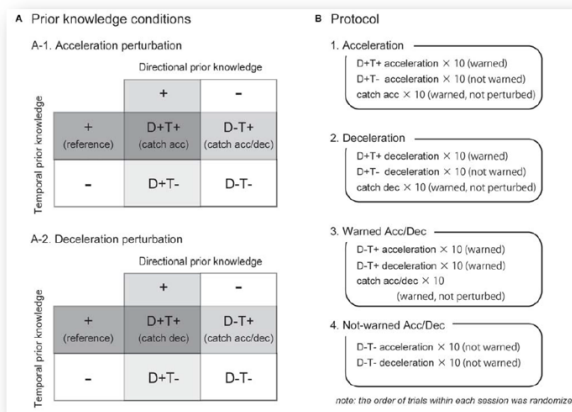 A Prior knowledge conditions
A-1. Acceleration perturbation
Directional prior knowledge
+ -
Temporal prior knowledge
+ D+T+ D-T+
(reference) (catch acc) (catch acc/dec)
- D+T- D-T-
A-2. Deceleration perturbation
Directional prior knowledge
+ -
Temporal prior knowledge
+ D+T+ D-T+
(reference) (catch dec) (catch acc/dec)
- D+T- D-T-
B Protocol
1. Acceleration
D+T+ acceleration × 10 (warned)
D+T- acceleration × 10 (not warned)
catch acc × 10 (warned, not perturbed)
2. Deceleration
D+T+ deceleration × 10 (warned)
D+T- deceleration × 10 (not warned)
catch dec × 10 (warned, not perturbed)
3. Warned Acc/Dec
D-T+ acceleration × 10 (warned)
D-T+ deceleration × 10 (warned)
catch acc/dec × 10
(warned, not perturbed)
4. Not-warned Acc/Dec
D-T- acceleration × 10 (not warned)
D-T- deceleration × 10 (not warned)
note: the order of trials within each session was randomize